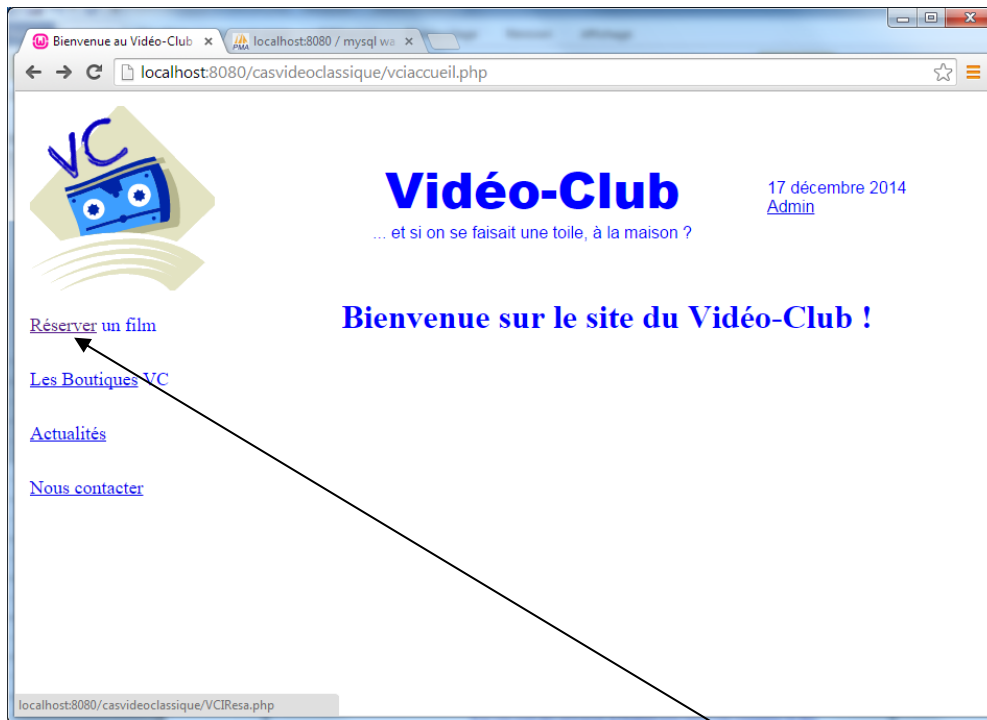 Bienvenue au Vidéo-Club
localhost:8080 / mysql wa
localhost:8080/casvideoclassique/vciaccueil.php
VC
Vidéo-Club
... et si on se faisait une toile, à la maison ?
17 décembre 2014
Admin
Réserver un film
Bienvenue sur le site du Vidéo-Club !
Les Boutiques VC
Actualités
Nous contacter
localhost:8080/casvideoclassique/VCIResa.php